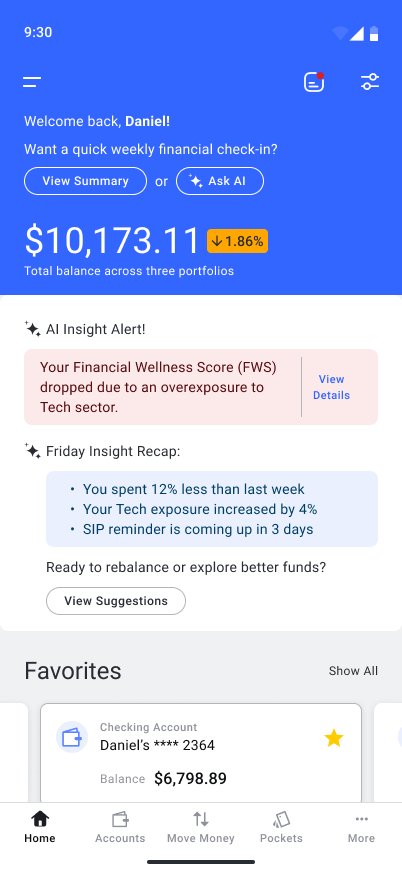 9:30
Welcome back, Daniel!
Want a quick weekly financial check-in?
View Summary or Ask AI
$10,173.11 1.86%
Total balance across three portfolios
AI Insight Alert!
Your Financial Wellness Score (FWS)
dropped due to an overexposure to
Tech sector.
View
Details
Friday Insight Recap:
• You spent 12% less than last week
• Your Tech exposure increased by 4%
• SIP reminder is coming up in 3 days
Ready to rebalance or explore better funds?
View Suggestions
Favorites Show All
Checking Account
Daniel’s **** 2364
Balance $6,798.89
Home Accounts Move Money Pockets More